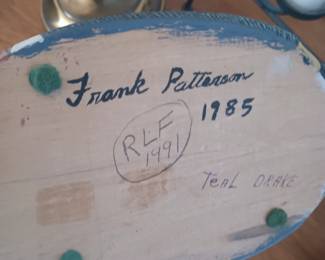 Frank Patterson
1985
RLF
1991
TEAL DRAKE